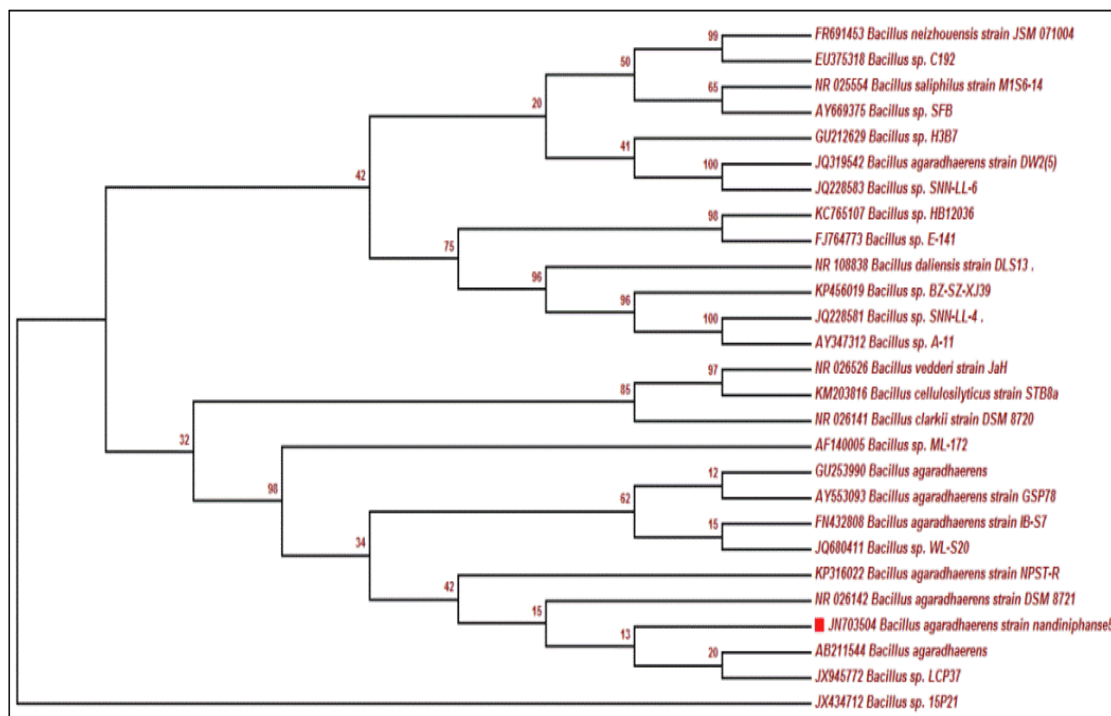 99
FR691453 Bacillus neizhouensis strain JSM 071004
EU375318 Bacillus sp. C192
50
65
NR 025554 Bacillus saliphilus strain M1S6-14
AY669375 Bacillus sp. SFB
20
41
GU212629 Bacillus sp. H3B7
100
JQ319542 Bacillus agaradhaerens strain DW2(5)
JQ228583 Bacillus sp. SNN-LL-6
42
98
KC765107 Bacillus sp. HB12036
FJ764773 Bacillus sp. E-141
75
96
NR 108838 Bacillus daliensis strain DLS13 .
96
KP456019 Bacillus sp. BZ-SZ-XJ39
100
JQ228581 Bacillus sp. SNN-LL-4 .
AY347312 Bacillus sp. A-11
97
NR 026526 Bacillus vedderi strain JaH
85
KM203816 Bacillus cellulosilyticus strain STB8a
NR 026141 Bacillus clarkii strain DSM 8720
32
AF140005 Bacillus sp. ML-172
98
12
GU253990 Bacillus agaradhaerens
62
AY553093 Bacillus agaradhaerens strain GSP78
15
FN432808 Bacillus agaradhaerens strain IB-S7
34
JQ680411 Bacillus sp. WL-S20
42
KP316022 Bacillus agaradhaerens strain NPST-R
15
NR 026142 Bacillus agaradhaerens strain DSM 8721
13
JN703504 Bacillus agaradhaerens strain nandiniphanse5
20
AB211544 Bacillus agaradhaerens
JX945772 Bacillus sp. LCP37
JX434712 Bacillus sp. 15P21